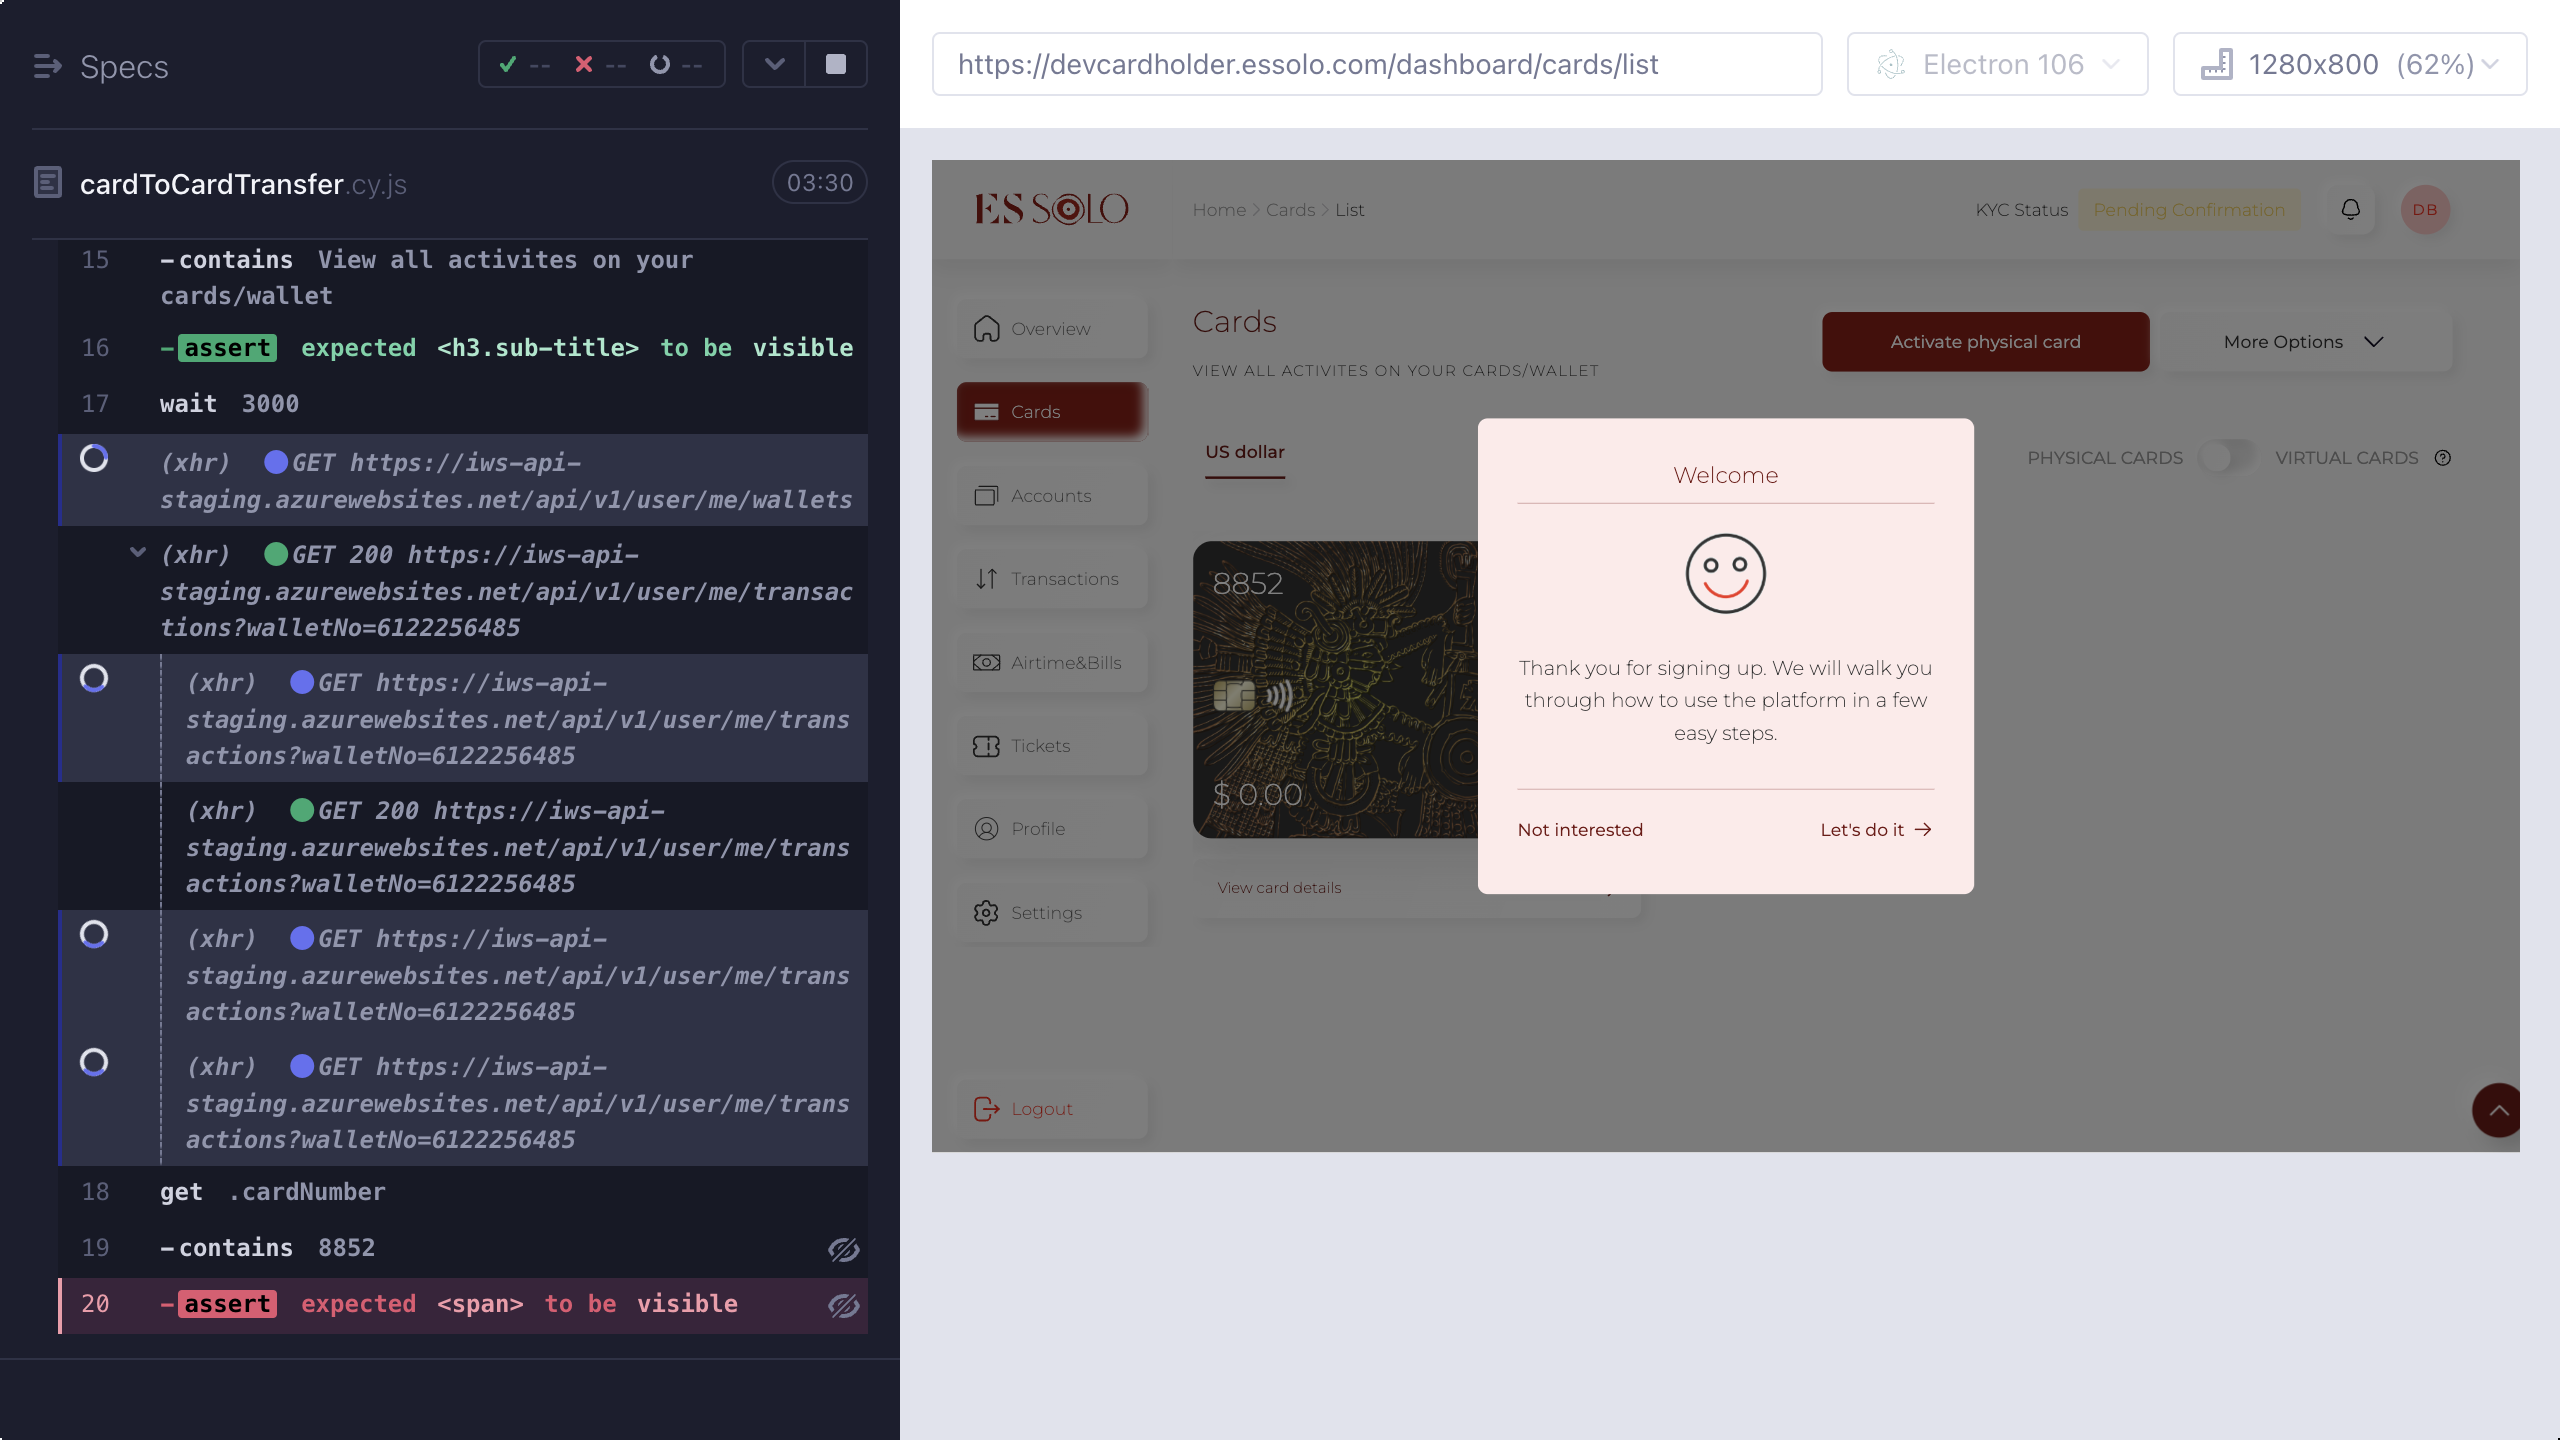 Specs
-- -- --
cardToCardTransfer.cy.js
03:30
15 -contains View all activites on your
cards/wallet
16 -assert expected <h3.sub-title> to be visible
17 wait 3000
(xhr) GET https://iws-api-
staging.azurewebsites.net/api/v1/user/me/wallets
(xhr) GET 200 https://iws-api-
staging.azurewebsites.net/api/v1/user/me/transac
tions?walletNo=6122256485
(xhr) GET https://iws-api-
staging.azurewebsites.net/api/v1/user/me/trans
actions?walletNo=6122256485
(xhr) GET 200 https://iws-api-
staging.azurewebsites.net/api/v1/user/me/trans
actions?walletNo=6122256485
(xhr) GET https://iws-api-
staging.azurewebsites.net/api/v1/user/me/trans
actions?walletNo=6122256485
(xhr) GET https://iws-api-
staging.azurewebsites.net/api/v1/user/me/trans
actions?walletNo=6122256485
18 get .cardNumber
19 -contains 8852
20 -assert expected <span> to be visible
https://devcardholder.essolo.com/dashboard/cards/list
Electron 106
1280x800 (62%)
ES SOLO
Home > Cards > List
KYC Status Pending Confirmation
DB
Overview
Cards
Accounts
Transactions
Airtime&Bills
Tickets
Profile
Settings
Logout
Cards
VIEW ALL ACTIVITES ON YOUR CARDS/WALLET
Activate physical card
More Options
US dollar
PHYSICAL CARDS VIRTUAL CARDS
8852
$ 0.00
View card details
Welcome
Thank you for signing up. We will walk you
through how to use the platform in a few
easy steps.
Not interested
Let's do it →